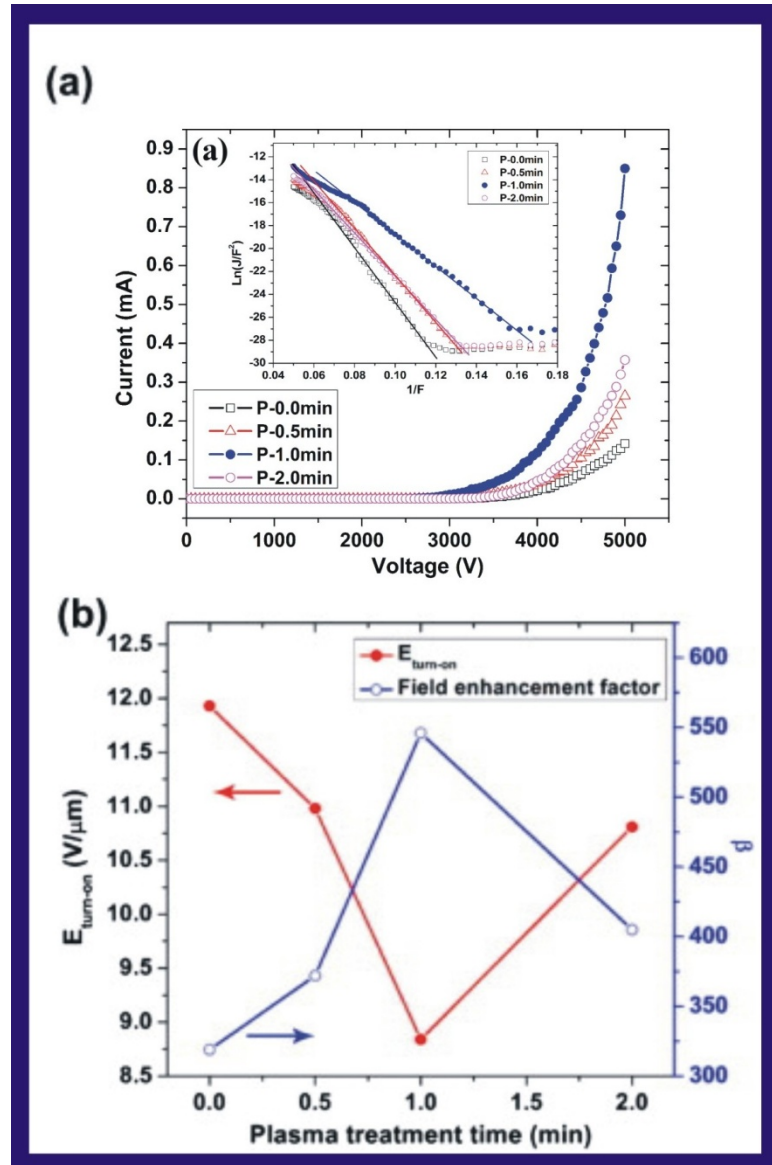 (a)
(a)
P-0.0min
P-0.5min
P-1.0min
P-2.0min
-12
-14
-16
-18
-20
-22
-24
-26
-28
-30
Ln(J/F²)
0.04 0.06 0.08 0.10 0.12 0.14 0.16 0.18
1/F
0.9
0.8
0.7
0.6
0.5
0.4
0.3
0.2
0.1
0.0
Current (mA)
P-0.0min
P-0.5min
P-1.0min
P-2.0min
0 1000 2000 3000 4000 5000
Voltage (V)
(b)
12.5
12.0
11.5
11.0
10.5
10.0
9.5
9.0
8.5
E turn-on (V/μm)
E turn-on
Field enhancement factor
600
550
500
450
400
350
300
β
0.0 0.5 1.0 1.5 2.0
Plasma treatment time (min)